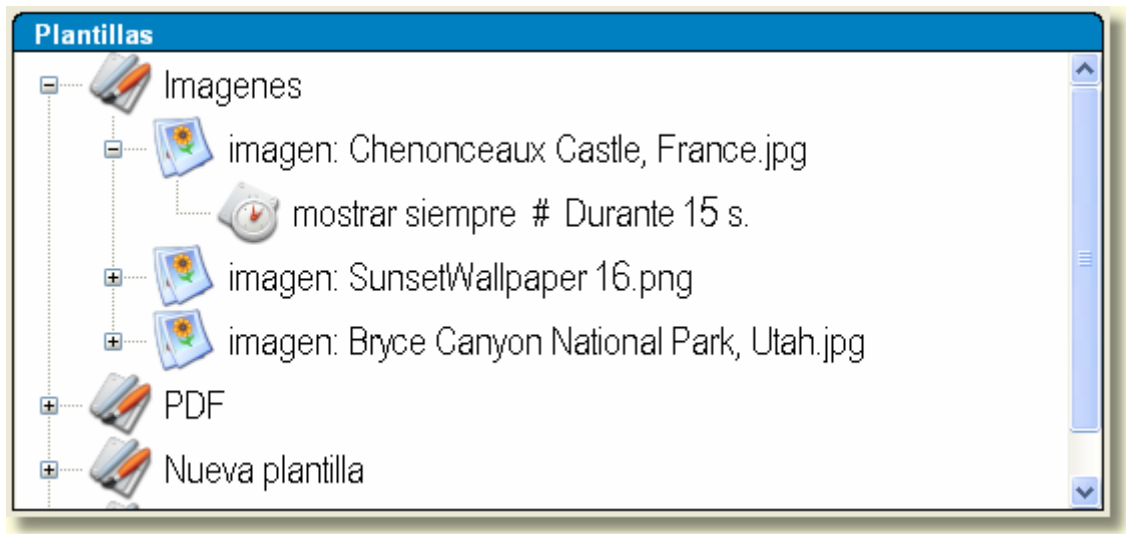 Plantillas
Imagenes
imagen: Chenonceaux Castle, France.jpg
mostrar siempre # Durante 15 s.
imagen: SunsetWallpaper 16.png
imagen: Bryce Canyon National Park, Utah.jpg
PDF
Nueva plantilla